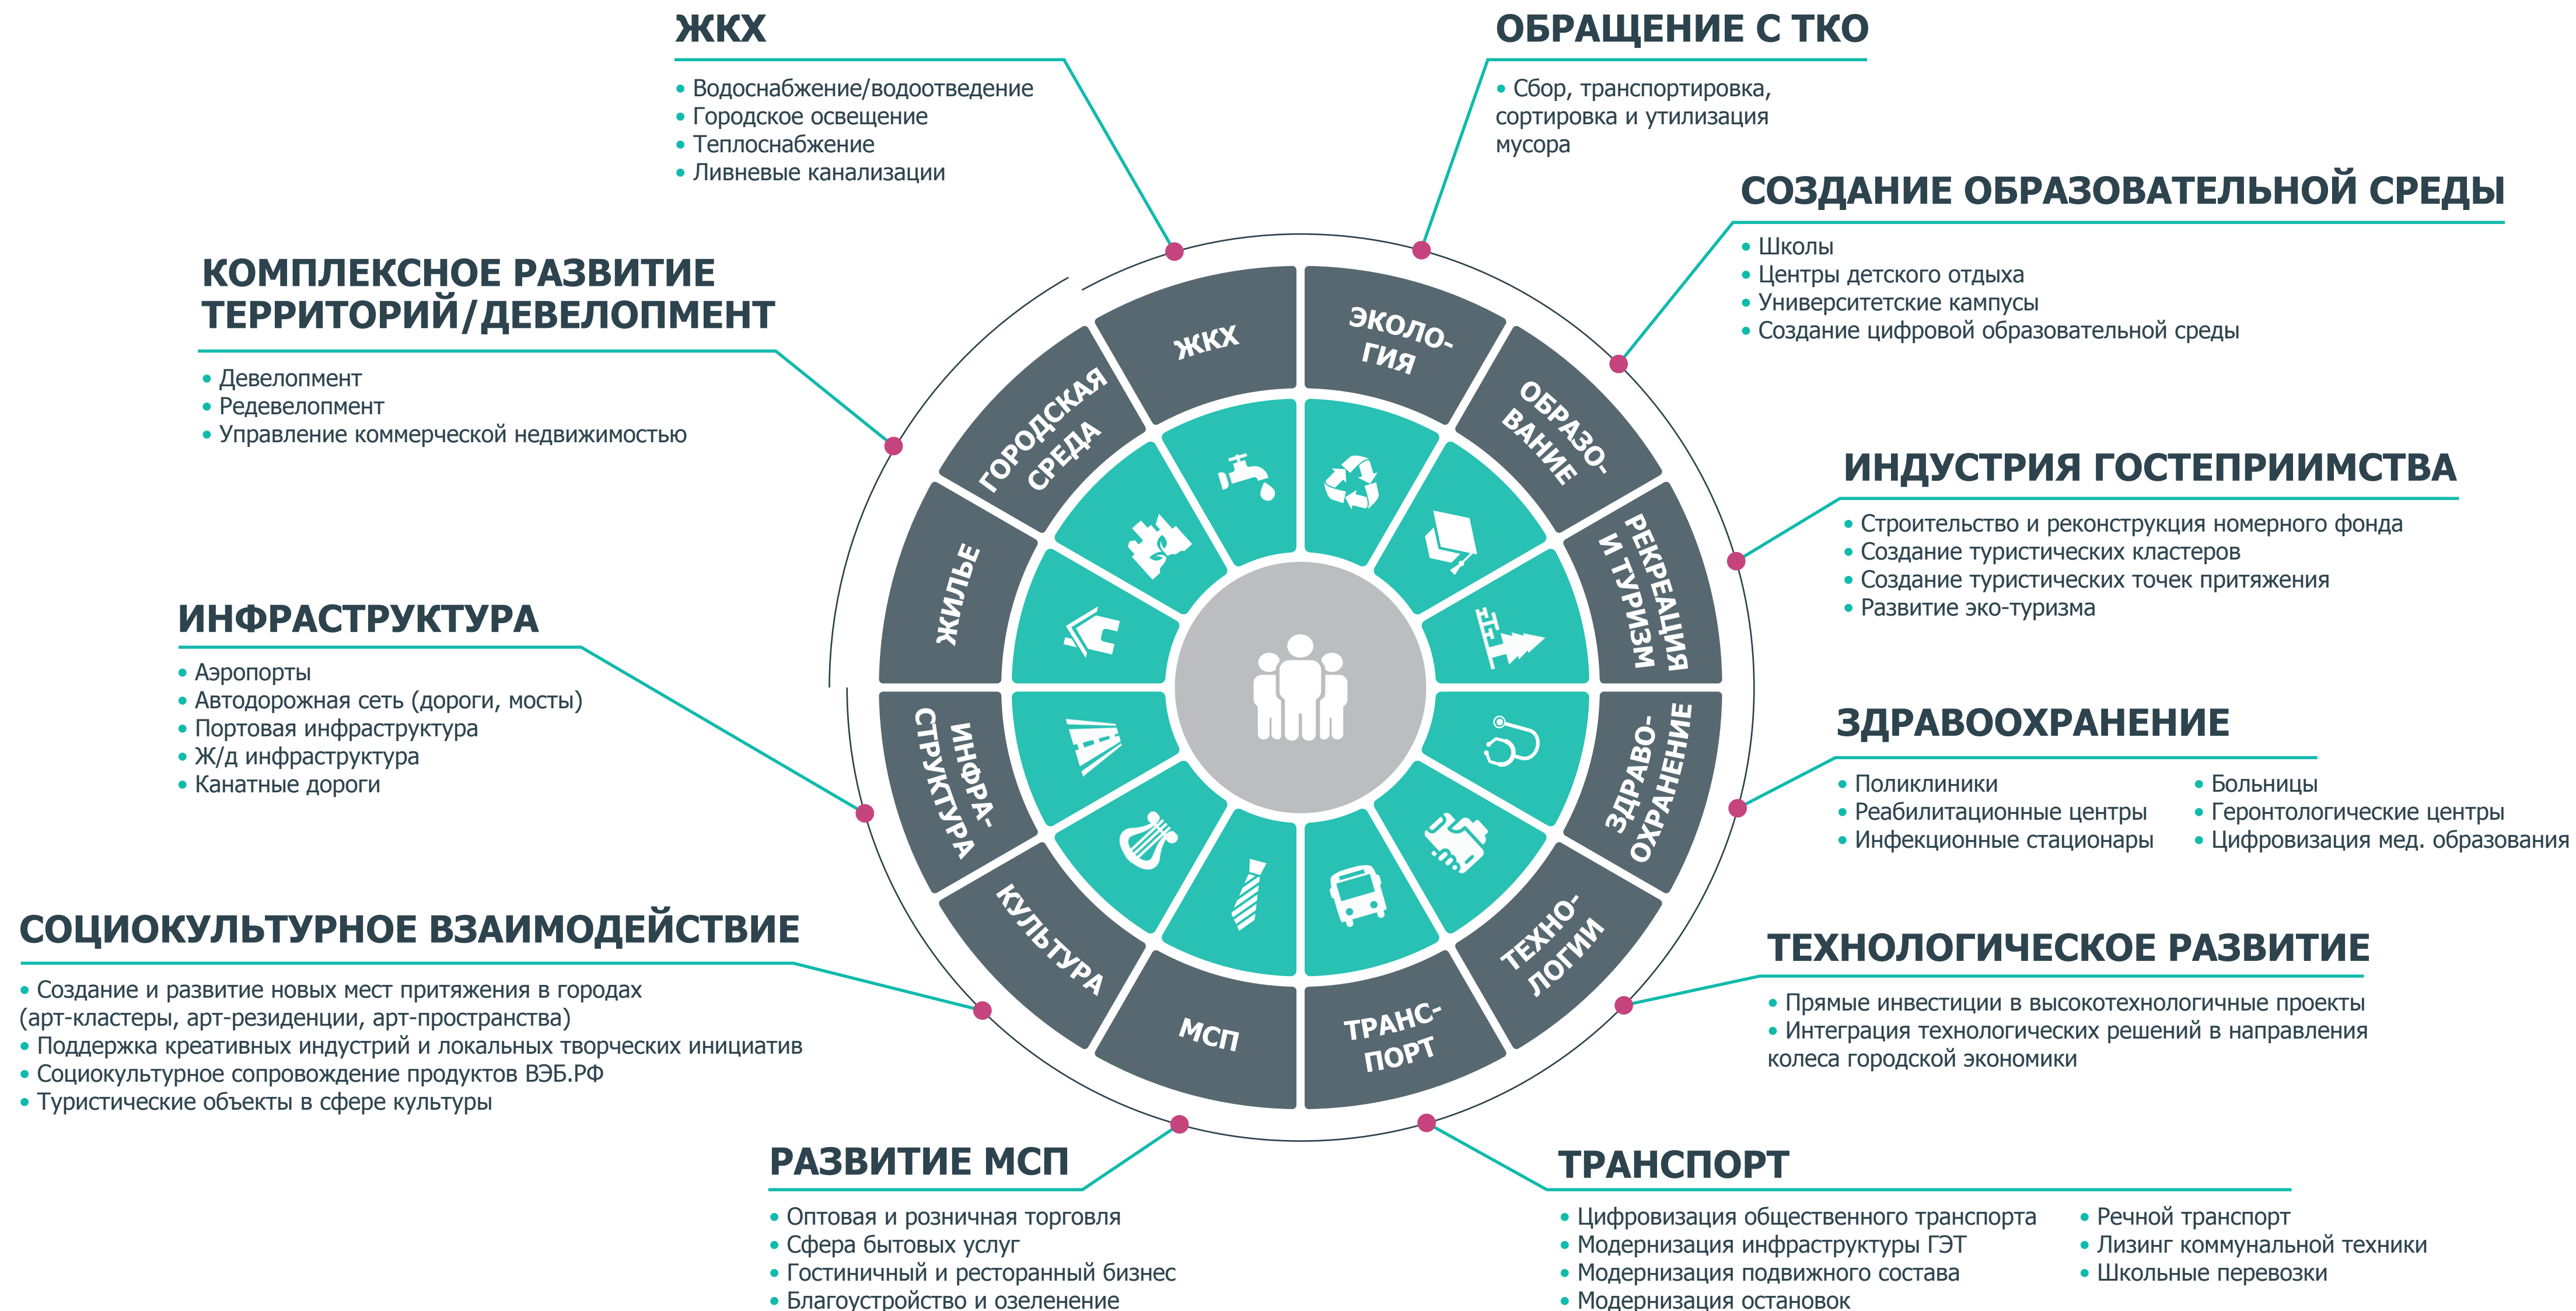 ЖКХ
• Водоснабжение/водоотведение
• Городское освещение
• Теплоснабжение
• Ливневые канализации
ОБРАЩЕНИЕ С ТКО
• Сбор, транспортировка,
сортировка и утилизация
мусора
СОЗДАНИЕ ОБРАЗОВАТЕЛЬНОЙ СРЕДЫ
• Школы
• Центры детского отдыха
• Университетские кампусы
• Создание цифровой образовательной среды
КОМПЛЕКСНОЕ РАЗВИТИЕ
ТЕРРИТОРИЙ/ДЕВЕЛОПМЕНТ
• Девелопмент
• Редевелопмент
• Управление коммерческой недвижимостью
ИНДУСТРИЯ ГОСТЕПРИИМСТВА
• Строительство и реконструкция номерного фонда
• Создание туристических кластеров
• Создание туристических точек притяжения
• Развитие эко-туризма
ИНФРАСТРУКТУРА
• Аэропорты
• Автодорожная сеть (дороги, мосты)
• Портовая инфраструктура
• Ж/д инфраструктура
• Канатные дороги
ЗДРАВООХРАНЕНИЕ
• Поликлиники
• Реабилитационные центры
• Инфекционные стационары
• Больницы
• Геронтологические центры
• Цифровизация мед. образования
СОЦИОКУЛЬТУРНОЕ ВЗАИМОДЕЙСТВИЕ
• Создание и развитие новых мест притяжения в городах
(арт-кластеры, арт-резиденции, арт-пространства)
• Поддержка креативных индустрий и локальных творческих инициатив
• Социокультурное сопровождение продуктов ВЭБ.РФ
• Туристические объекты в сфере культуры
ТЕХНОЛОГИЧЕСКОЕ РАЗВИТИЕ
• Прямые инвестиции в высокотехнологичные проекты
• Интеграция технологических решений в направления
колеса городской экономики
РАЗВИТИЕ МСП
• Оптовая и розничная торговля
• Сфера бытовых услуг
• Гостиничный и ресторанный бизнес
• Благоустройство и озеленение
ТРАНСПОРТ
• Цифровизация общественного транспорта
• Модернизация инфраструктуры ГЭТ
• Модернизация подвижного состава
• Модернизация остановок
• Речной транспорт
• Лизинг коммунальной техники
• Школьные перевозки
ЖКХ
ЭКОЛО-
ГИЯ
ОБРАЗО-
ВАНИЕ
РЕКРЕАЦИЯ
И ТУРИЗМ
ЗДРАВО-
ОХРАНЕНИЕ
ТЕХНО-
ЛОГИИ
ТРАНС-
ПОРТ
МСП
КУЛЬТУРА
ИНФРА-
СТРУКТУРА
ЖИЛЬЕ
ГОРОДСКАЯ
СРЕДА